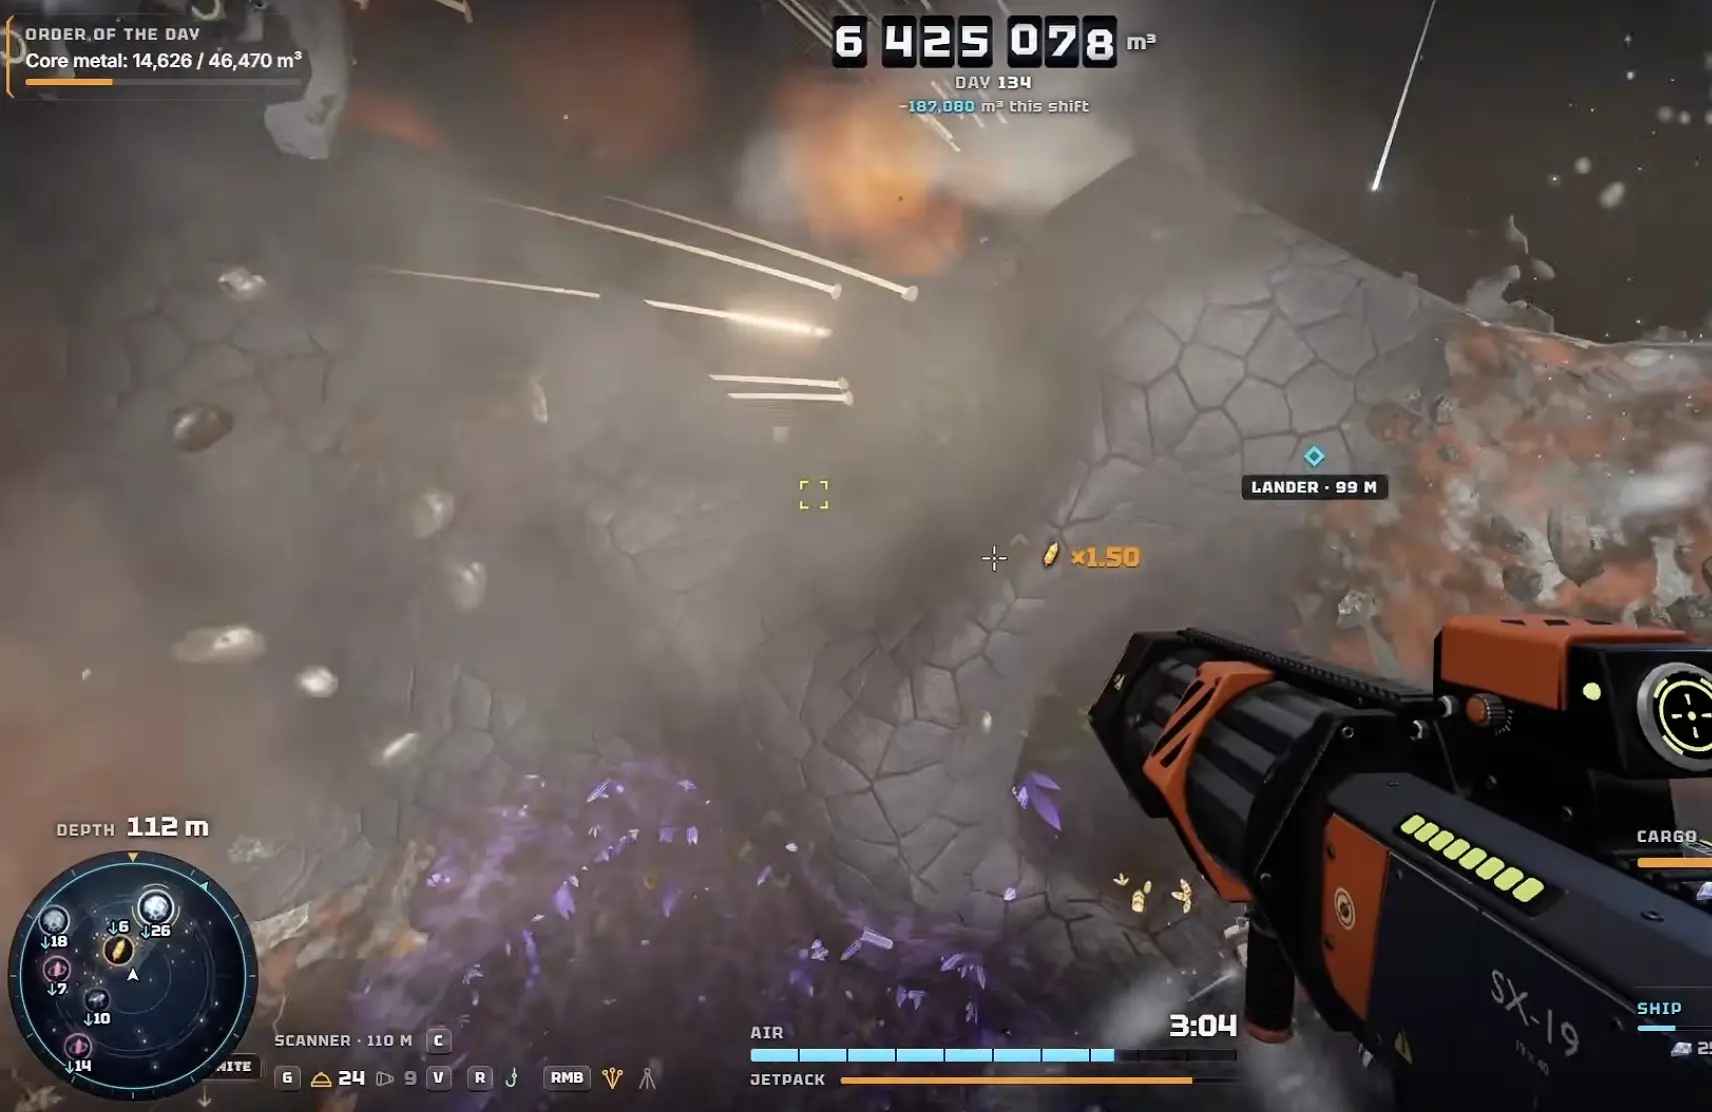 ORDER OF THE DAY
Core metal: 14,626 / 46,470 m³
6 425 078 m³
DAY 134
-187,080 m³ this shift
LANDER · 99 M
×1.50
DEPTH 112 m
↓6
↓26
↓18
↓7
↓10
↓14
SCANNER · 110 M C
G 24 9 V R RMB
AIR 3:04
JETPACK
CARGO
SHIP
SX-19